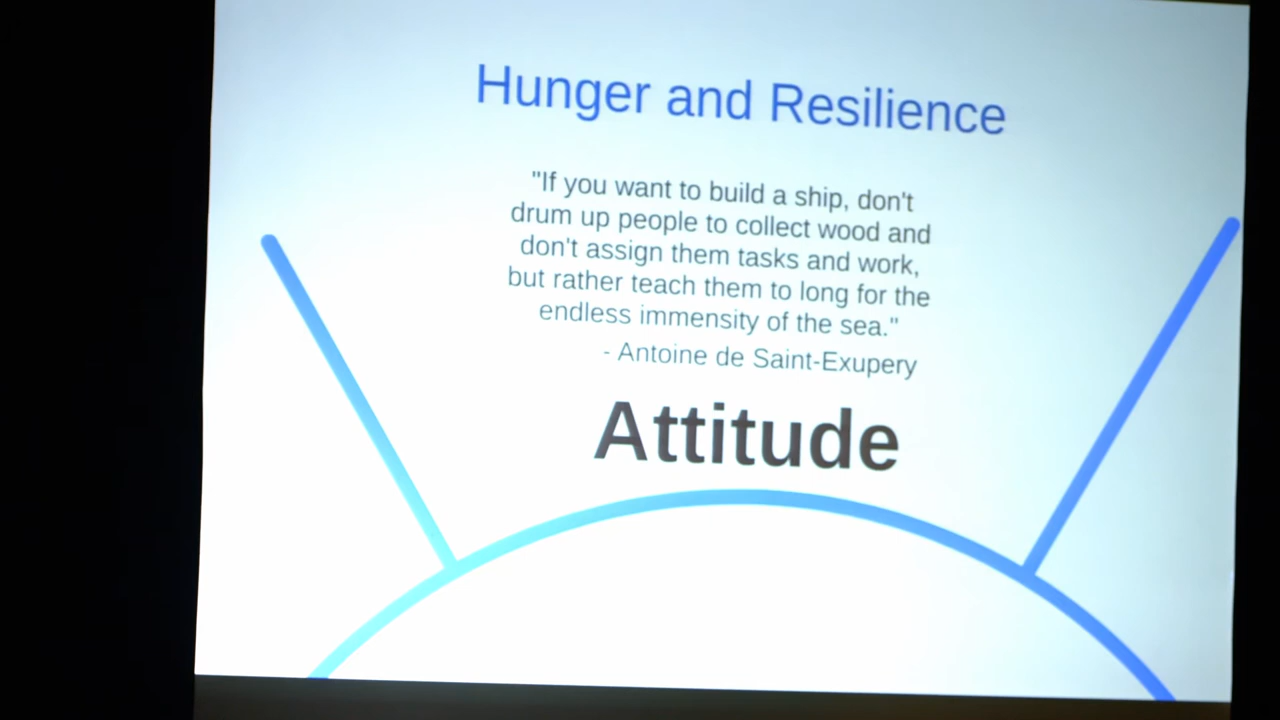 Hunger and Resilience
"If you want to build a ship, don't
drum up people to collect wood and
don't assign them tasks and work,
but rather teach them to long for the
endless immensity of the sea."
- Antoine de Saint-Exupery
Attitude